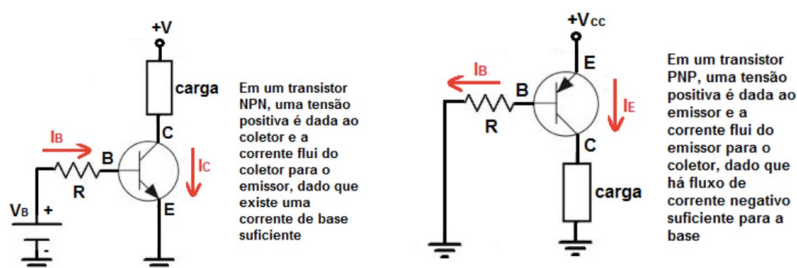 +V
carga
C
IB
B
R
IC
E
VB
+
-
Em um transistor
NPN, uma tensão
positiva é dada ao
coletor e a
corrente flui do
coletor para o
emissor, dado que
existe uma
corrente de base
suficiente
+Vcc
E
IB
B
R
IE
C
carga
Em um transistor
PNP, uma tensão
positiva é dada ao
emissor e a
corrente flui do
emissor para o
coletor, dado que
há fluxo de
corrente negativo
suficiente para a
base